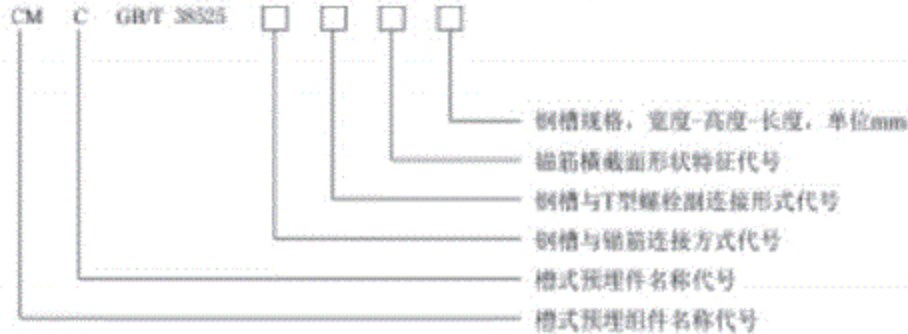 CM C GB/T 38525 □ □ □ □
钢槽规格，宽度-高度-长度，单位mm
锚筋横截面形状特征代号
钢槽与T型螺栓副连接形式代号
钢槽与锚筋连接方式代号
槽式预埋件名称代号
槽式预埋组件名称代号